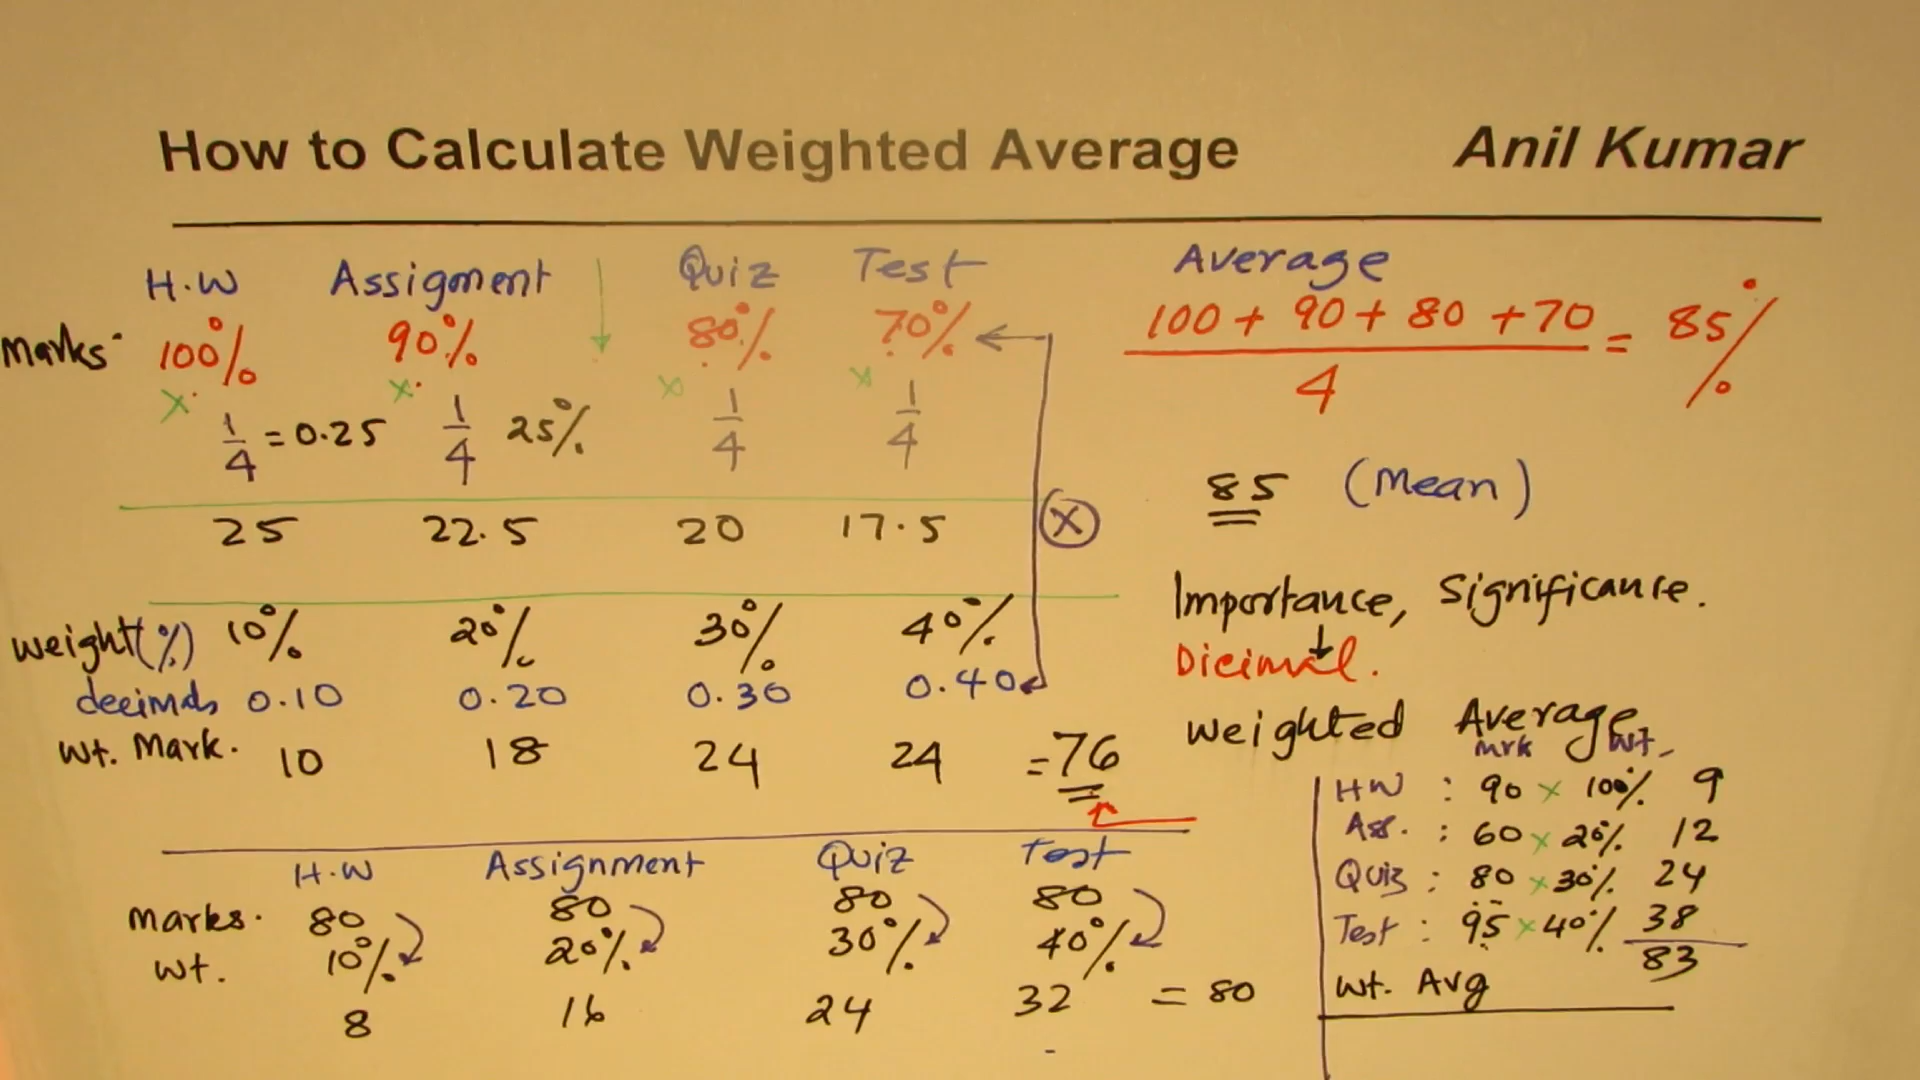 How to Calculate Weighted Average Anil Kumar
H.W Assigment Quiz Test
marks 100% 90% 80% 70%
x x x x
1/4 = 0.25 1/4 25% 1/4 1/4
25 22.5 20 17.5 X
weight(%) 10% 20% 30% 40%
decimals 0.10 0.20 0.30 0.40
wt. Mark. 10 18 24 24 = 76
H.W Assignment Quiz Test
marks. 80 80 80 80
wt. 10% 20% 30% 40%
8 16 24 32 = 80
Average
100 + 90 + 80 + 70 = 85%
4
85 (Mean)
Importance, Significance.
Dicimal.
weighted Average
mrk wt.
HW : 90 x 100% 9
Ass. : 60 x 20% 12
Quiz : 80 x 30% 24
Test : 95 x 40% 38
83
wt. Avg